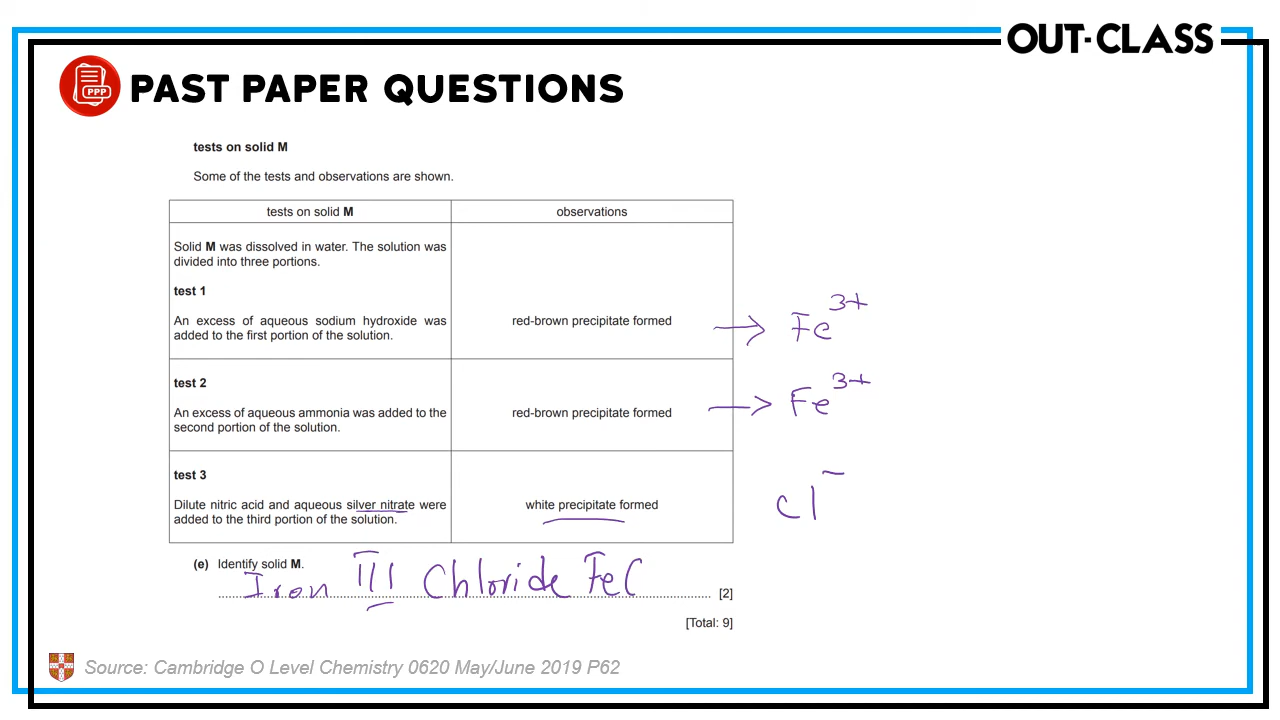 OUT-CLASS
PPP
PAST PAPER QUESTIONS
tests on solid M
Some of the tests and observations are shown.
tests on solid M
observations
Solid M was dissolved in water. The solution was
divided into three portions.
test 1
An excess of aqueous sodium hydroxide was
added to the first portion of the solution.
red-brown precipitate formed
→ Fe³⁺
test 2
An excess of aqueous ammonia was added to the
second portion of the solution.
red-brown precipitate formed
→ Fe³⁺
test 3
Dilute nitric acid and aqueous silver nitrate were
added to the third portion of the solution.
white precipitate formed
Cl⁻
(e) Identify solid M.
Iron III Chloride FeC
[2]
[Total: 9]
Source: Cambridge O Level Chemistry 0620 May/June 2019 P62